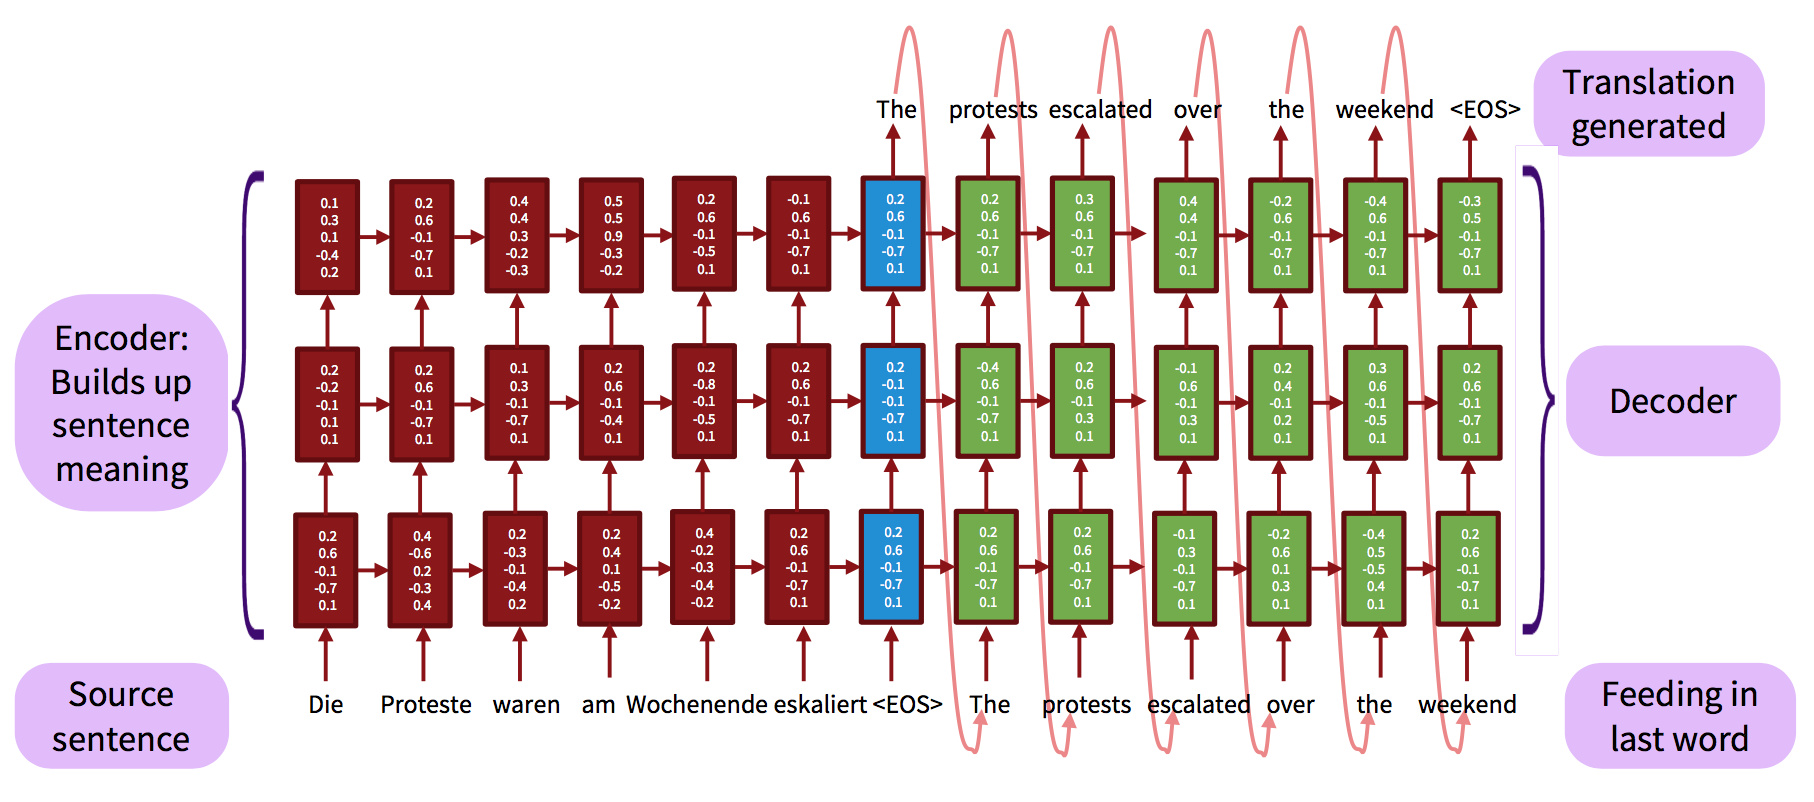 The protests escalated over the weekend <EOS>
Translation
generated
0.1 0.2 0.4 0.5 0.2 -0.1 0.2 0.2 0.3 0.4 -0.2 -0.4 -0.3
0.3 0.6 0.4 0.5 0.6 0.6 0.6 0.6 0.6 0.4 0.6 0.6 0.5
0.1 -0.1 0.3 0.9 -0.1 -0.1 -0.1 -0.1 -0.1 -0.1 -0.1 -0.1 -0.1
-0.4 -0.7 -0.2 -0.3 -0.5 -0.7 -0.7 -0.7 -0.7 -0.7 -0.7 -0.7 -0.7
0.2 0.1 -0.3 -0.2 0.1 0.1 0.1 0.1 0.1 0.1 0.1 0.1 0.1
Encoder:
Builds up
sentence
meaning
0.2 0.2 0.1 0.2 0.2 0.2 0.2 -0.4 0.2 -0.1 0.2 0.3 0.2
-0.2 0.6 0.3 0.6 -0.8 0.6 -0.1 0.6 0.6 0.6 0.4 0.6 0.6
-0.1 -0.1 -0.1 -0.1 -0.1 -0.1 -0.1 -0.1 -0.1 -0.1 -0.1 -0.1 -0.1
0.1 -0.7 -0.7 -0.4 -0.5 -0.7 -0.7 -0.7 0.3 0.3 0.2 -0.5 -0.7
0.1 0.1 0.1 0.1 0.1 0.1 0.1 0.1 0.1 0.1 0.1 0.1 0.1
Decoder
0.2 0.4 0.2 0.2 0.4 0.2 0.2 0.2 0.2 -0.1 -0.2 -0.4 0.2
0.6 -0.6 -0.3 0.4 -0.2 0.6 0.6 0.6 0.6 0.3 0.6 0.5 0.6
-0.1 0.2 -0.1 0.1 -0.3 -0.1 -0.1 -0.1 -0.1 -0.1 0.1 -0.5 -0.1
-0.7 -0.3 -0.4 -0.5 -0.4 -0.7 -0.7 -0.7 -0.7 -0.7 0.3 0.4 -0.7
0.1 0.4 0.2 -0.2 -0.2 0.1 0.1 0.1 0.1 0.1 0.1 0.1 0.1
Source
sentence
Die Proteste waren am Wochenende eskaliert <EOS> The protests escalated over the weekend
Feeding in
last word